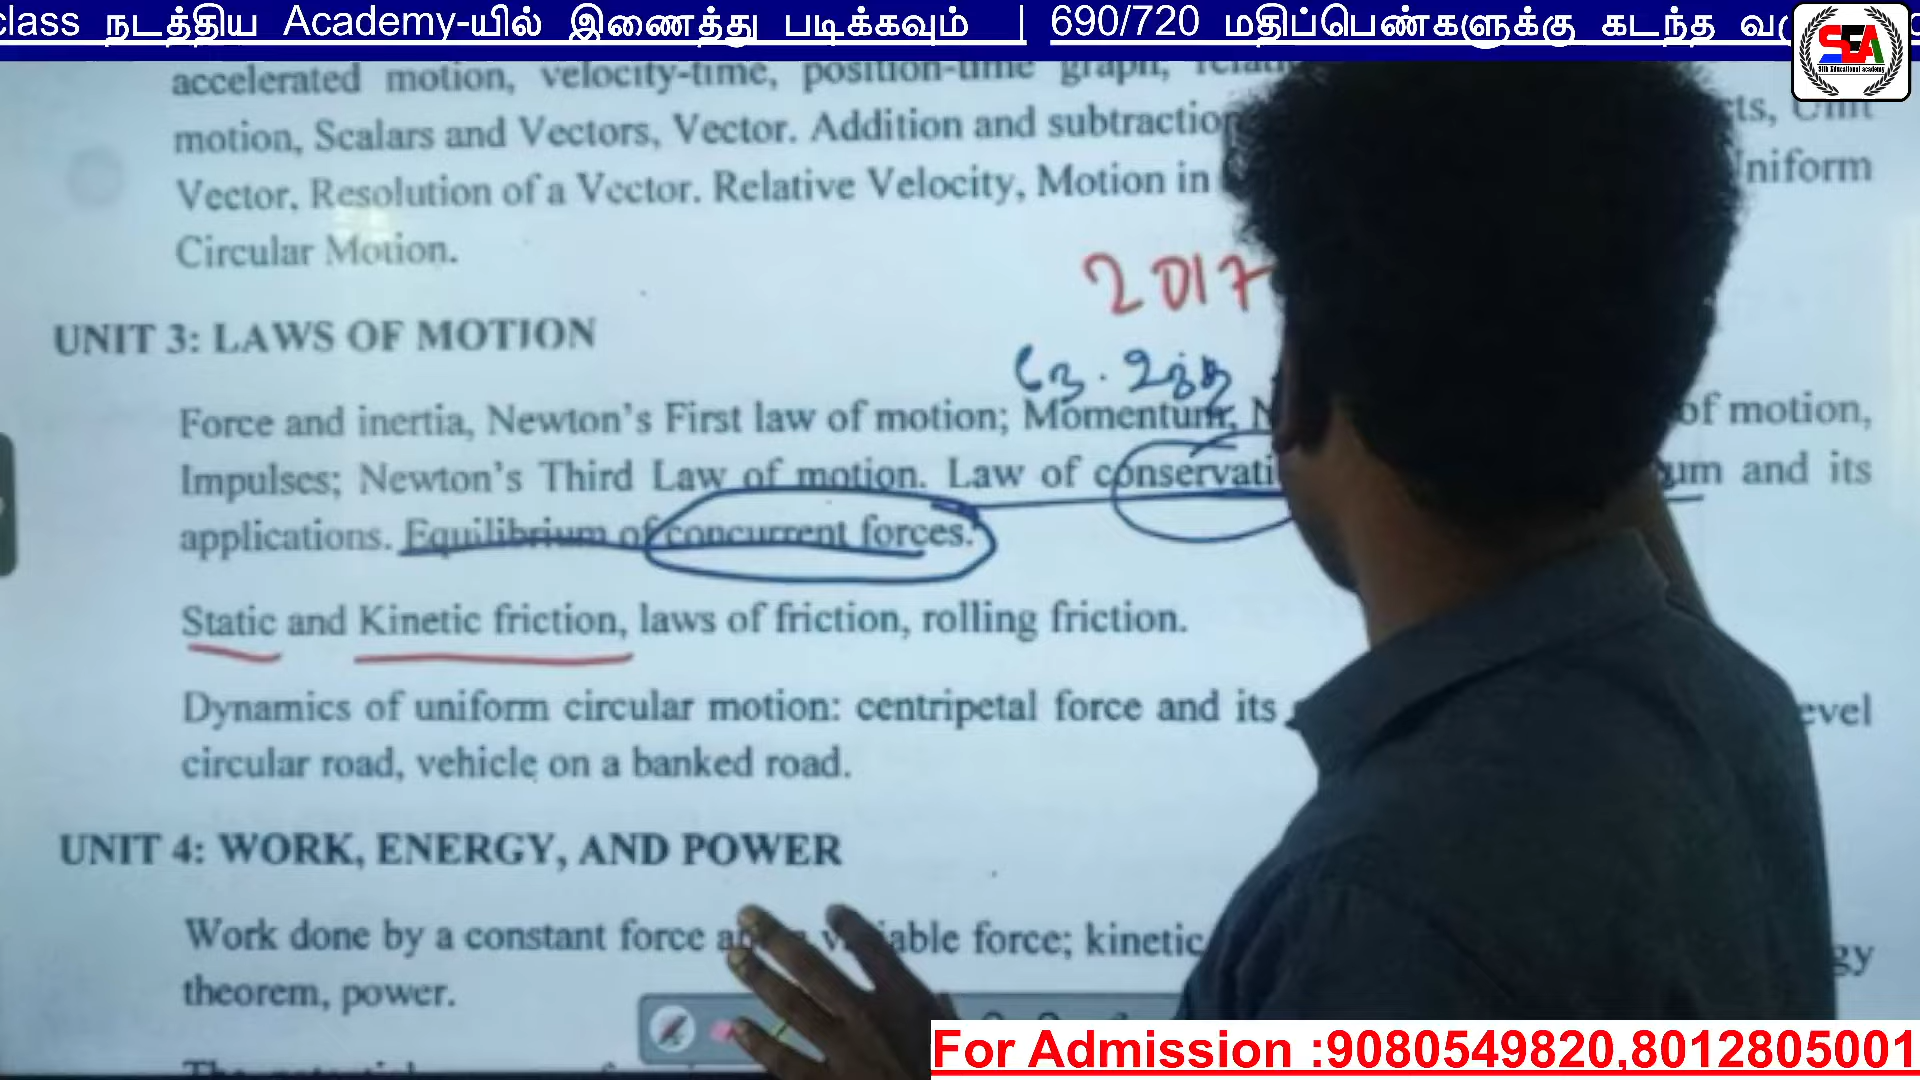 class நடத்திய Academy-யில் இணைத்து படிக்கவும் | 690/720 மதிப்பெண்களுக்கு கடந்த
SEA
accelerated motion, velocity-time, position-time graph,
motion, Scalars and Vectors, Vector. Addition and subtraction
Vector, Resolution of a Vector. Relative Velocity, Motion in Uniform
Circular Motion.
2017
UNIT 3: LAWS OF MOTION
Force and inertia, Newton's First law of motion; Momentum, of motion,
Impulses; Newton's Third Law of motion. Law of and its
applications. Equilibrium of concurrent forces.
Static and Kinetic friction, laws of friction, rolling friction.
Dynamics of uniform circular motion: centripetal force and its
circular road, vehicle on a banked road.
UNIT 4: WORK, ENERGY, AND POWER
Work done by a constant force force; kinetic
theorem, power.
For Admission :9080549820,8012805001